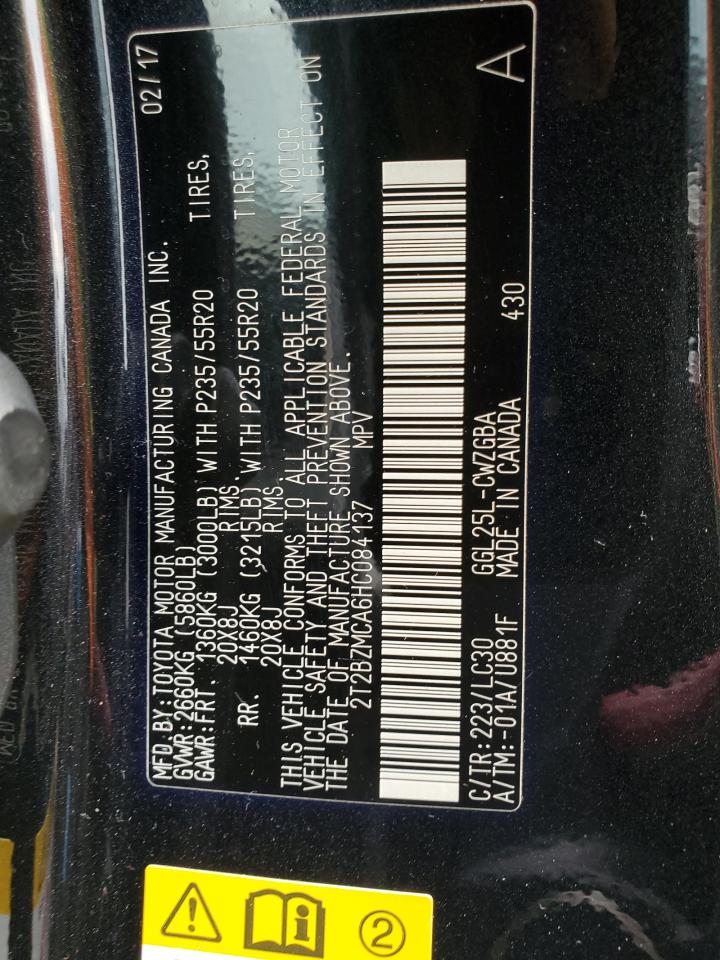 MFD BY:TOYOTA MOTOR MANUFACTURING CANADA INC. 02/17
GVWR:2660KG (5860LB)
GAWR:FRT. 1360KG (3000LB) WITH P235/55R20 TIRES,
20X8J RIMS.
RR. 1460KG (3215LB) WITH P235/55R20 TIRES,
20X8J RIMS.
THIS VEHICLE CONFORMS TO ALL APPLICABLE FEDERAL MOTOR
VEHICLE SAFETY AND THEFT PREVENTION STANDARDS IN EFFECT ON
THE DATE OF MANUFACTURE SHOWN ABOVE.
2T2BZMCA6HC084137 MPV
C/TR:223/LC30 GGL25L-CWZGBA 430 A
A/TM:-01A/U881F MADE IN CANADA
2